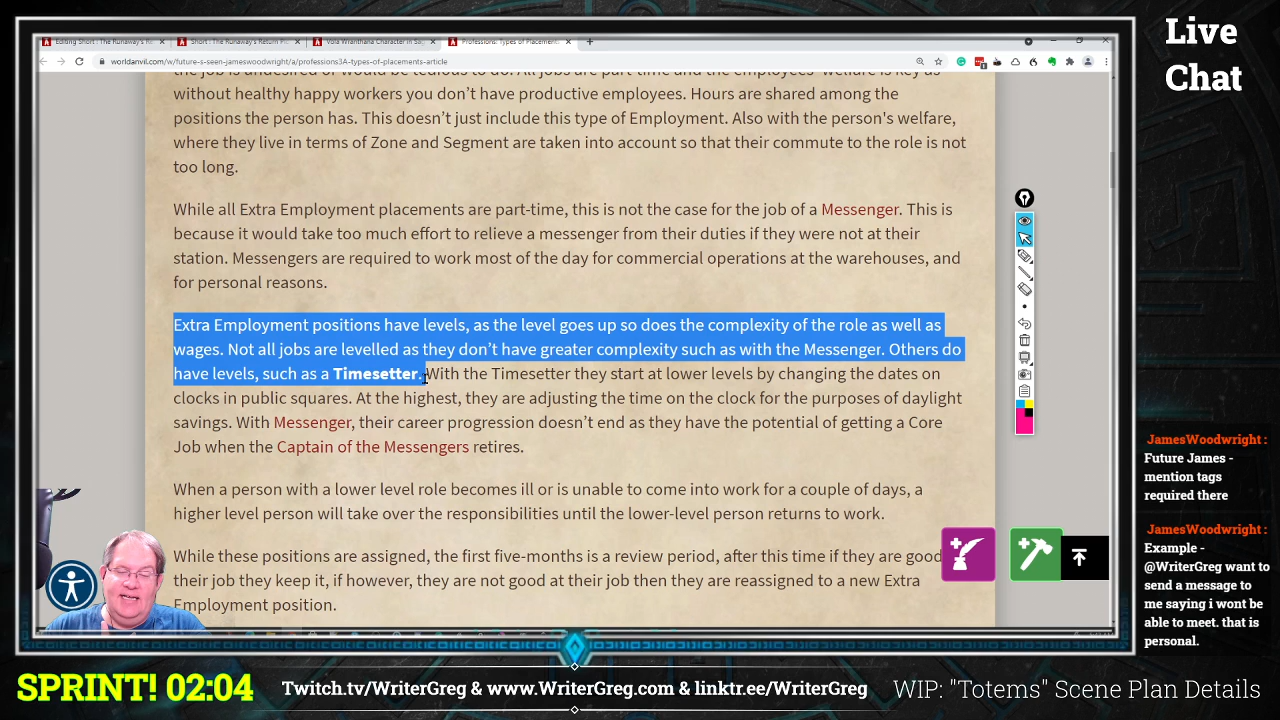 Editing Short | The Runaway's R
Short | The Runaway's Return Pl
Vola Wranthana Character in Sa
Professions: Types of Placement
worldanvil.com/w/future-s-seen-jameswoodwright/a/professions3A-types-of-placements-article
the job is undesired or would be tedious to do. All jobs are part-time and the employees' welfare is key as
without healthy happy workers you don't have productive employees. Hours are shared among the
positions the person has. This doesn't just include this type of Employment. Also with the person's welfare,
where they live in terms of Zone and Segment are taken into account so that their commute to the role is not
too long.
While all Extra Employment placements are part-time, this is not the case for the job of a Messenger. This is
because it would take too much effort to relieve a messenger from their duties if they were not at their
station. Messengers are required to work most of the day for commercial operations at the warehouses, and
for personal reasons.
Extra Employment positions have levels, as the level goes up so does the complexity of the role as well as
wages. Not all jobs are levelled as they don't have greater complexity such as with the Messenger. Others do
have levels, such as a Timesetter. With the Timesetter they start at lower levels by changing the dates on
clocks in public squares. At the highest, they are adjusting the time on the clock for the purposes of daylight
savings. With Messenger, their career progression doesn't end as they have the potential of getting a Core
Job when the Captain of the Messengers retires.
When a person with a lower level role becomes ill or is unable to come into work for a couple of days, a
higher level person will take over the responsibilities until the lower-level person returns to work.
While these positions are assigned, the first five-months is a review period, after this time if they are good
their job they keep it, if however, they are not good at their job then they are reassigned to a new Extra
Employment position.
Live
Chat
JamesWoodwright :
Future James -
mention tags
required there
JamesWoodwright :
Example -
@WriterGreg want to
send a message to
me saying i wont be
able to meet. that is
personal.
SPRINT! 02:04
Twitch.tv/WriterGreg & www.WriterGreg.com & linktr.ee/WriterGreg
WIP: "Totems" Scene Plan Details